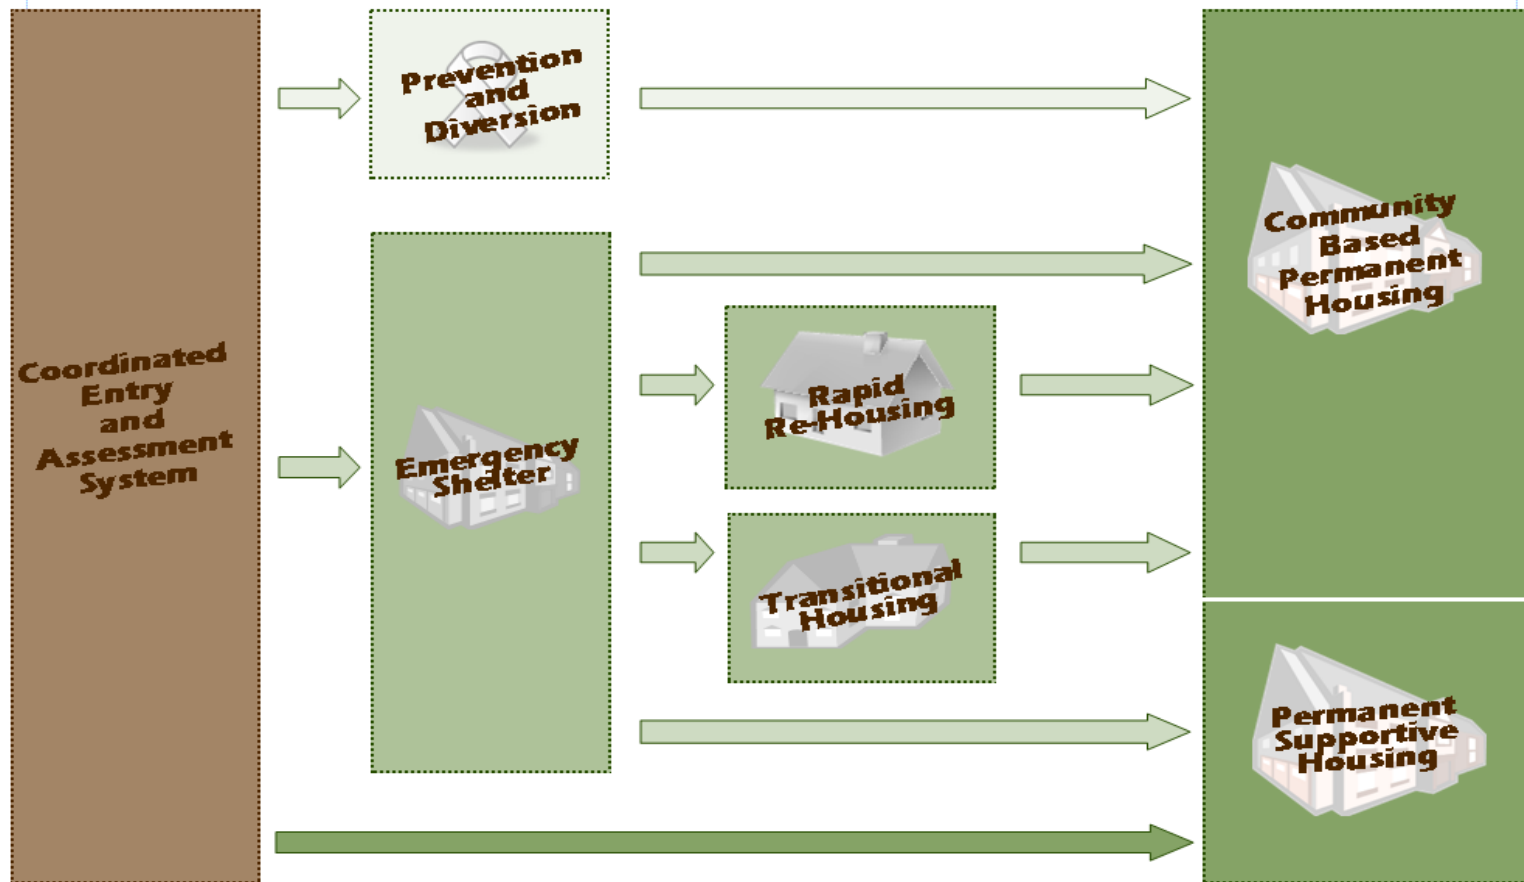 Coordinated
Entry
and
Assessment
System
Prevention
and
Diversion
Emergency
Shelter
Rapid
Re-Housing
Transitional
Housing
Community
Based
Permanent
Housing
Permanent
Supportive
Housing